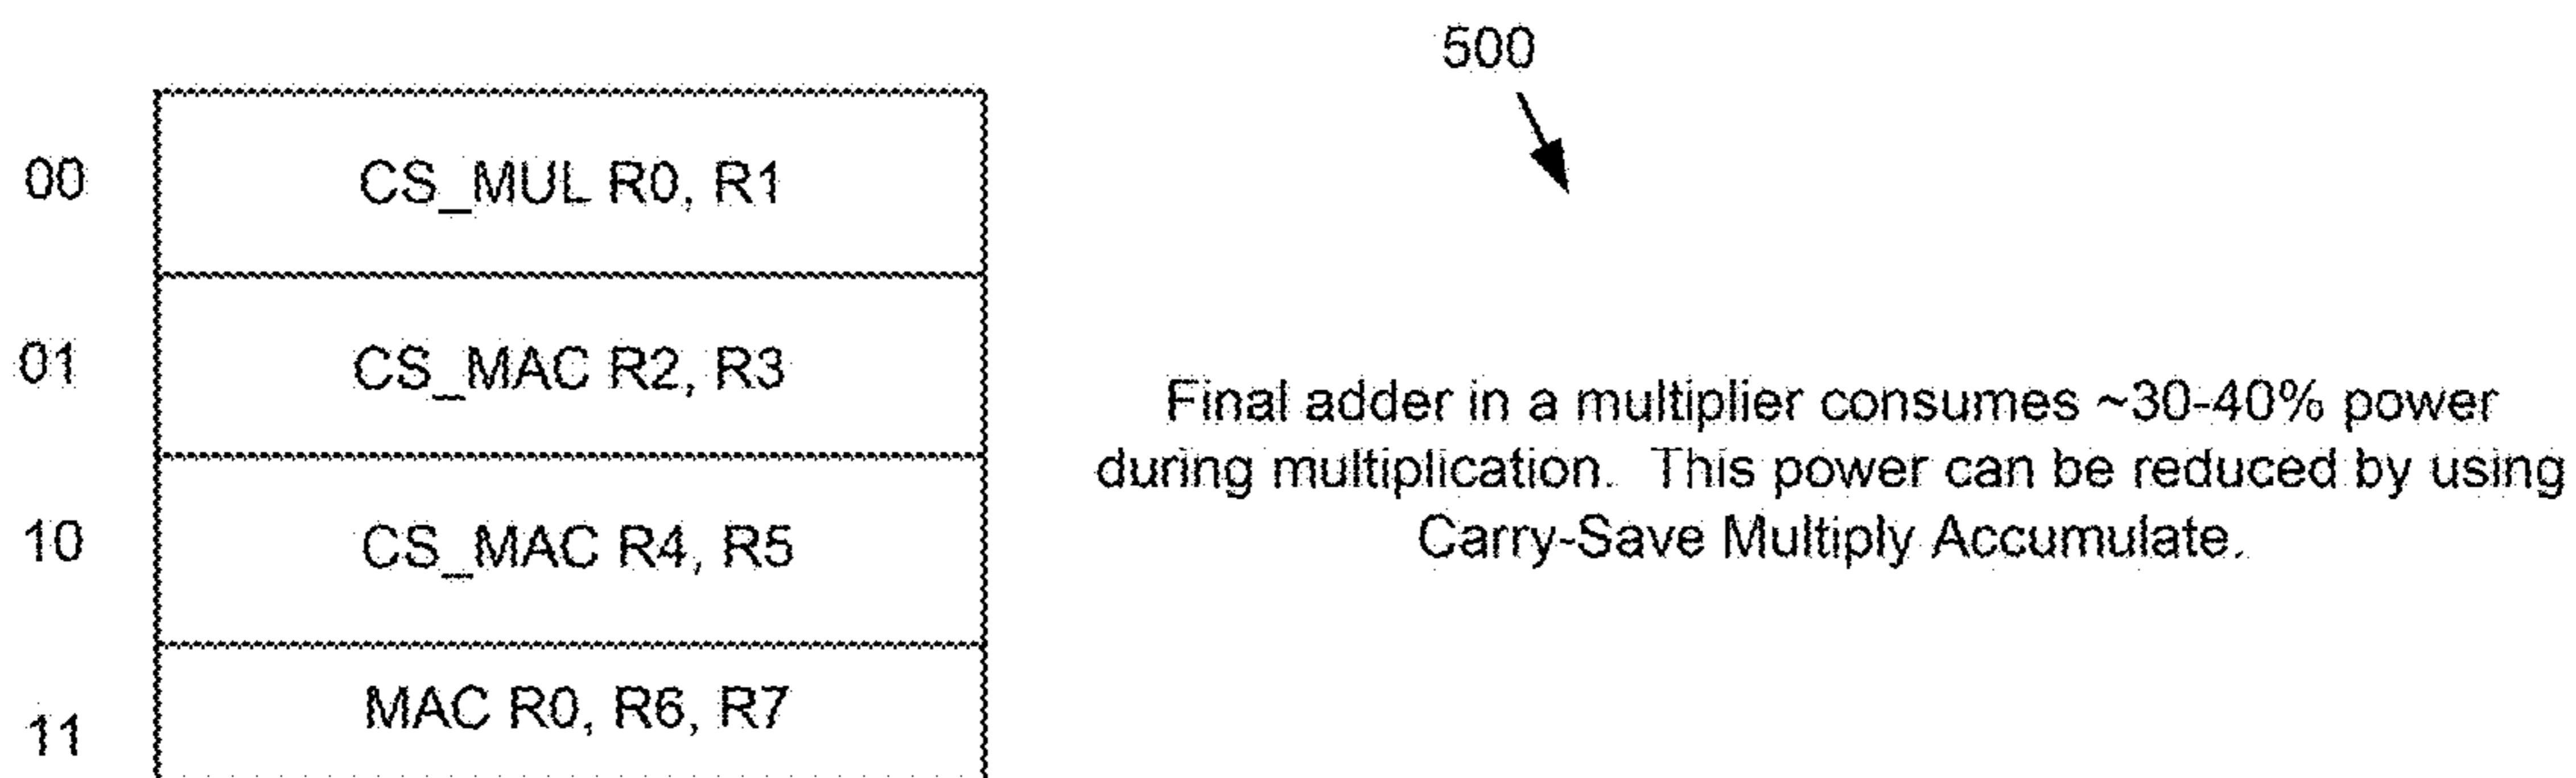 500
00
CS_MUL R0, R1
01
CS_MAC R2, R3
10
CS_MAC R4, R5
11
MAC R0, R6, R7
Final adder in a multiplier consumes ~30-40% power
during multiplication. This power can be reduced by using
Carry-Save Multiply Accumulate.